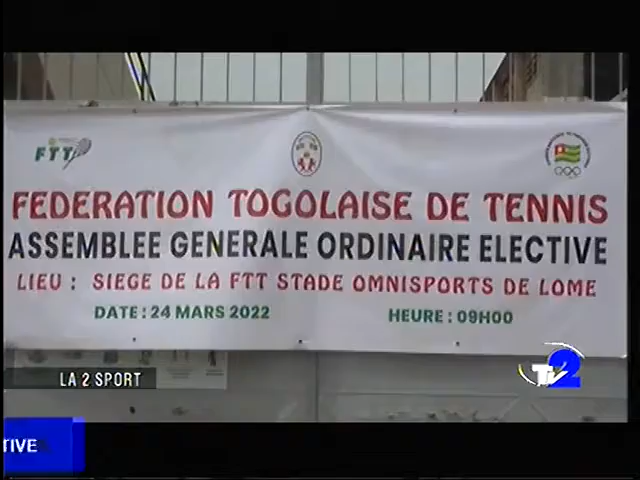 FTT
FEDERATION TOGOLAISE DE TENNIS
ASSEMBLEE GENERALE ORDINAIRE ELECTIVE
LIEU : SIEGE DE LA FTT STADE OMNISPORTS DE LOME
DATE : 24 MARS 2022 HEURE : 09H00
LA 2 SPORT
TV2
TIVE